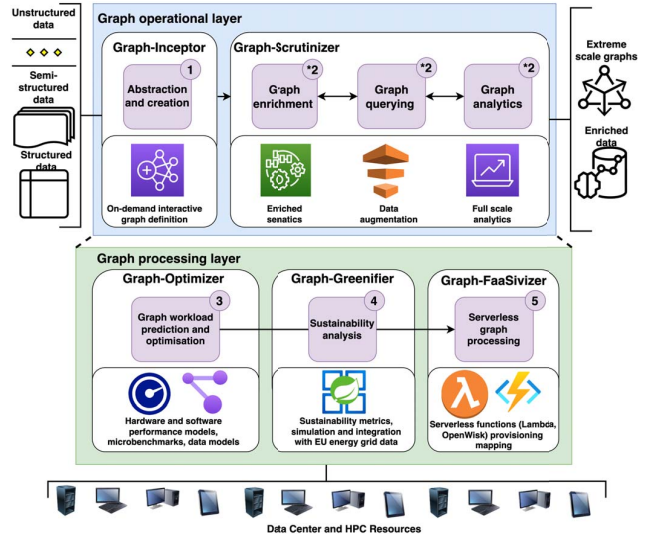 Unstructured
data
Semi-
structured
data
Structured
data
Graph operational layer
Graph-Inceptor
1
Abstraction
and creation
On-demand interactive
graph definition
Graph-Scrutinizer
*2
Graph
enrichment
*2
Graph
querying
*2
Graph
analytics
Enriched
senatics
Data
augmentation
Full scale
analytics
Extreme
scale graphs
Enriched
data
Graph processing layer
Graph-Optimizer
3
Graph workload
prediction and
optimisation
Hardware and software
performance models,
microbenchmarks, data models
Graph-Greenifier
4
Sustainability
analysis
Sustainability metrics,
simulation and integration
with EU energy grid data
Graph-FaaSivizer
5
Serverless
graph
processing
λ
Serverless functions (Lambda,
OpenWisk) provisioning
mapping
Data Center and HPC Resources